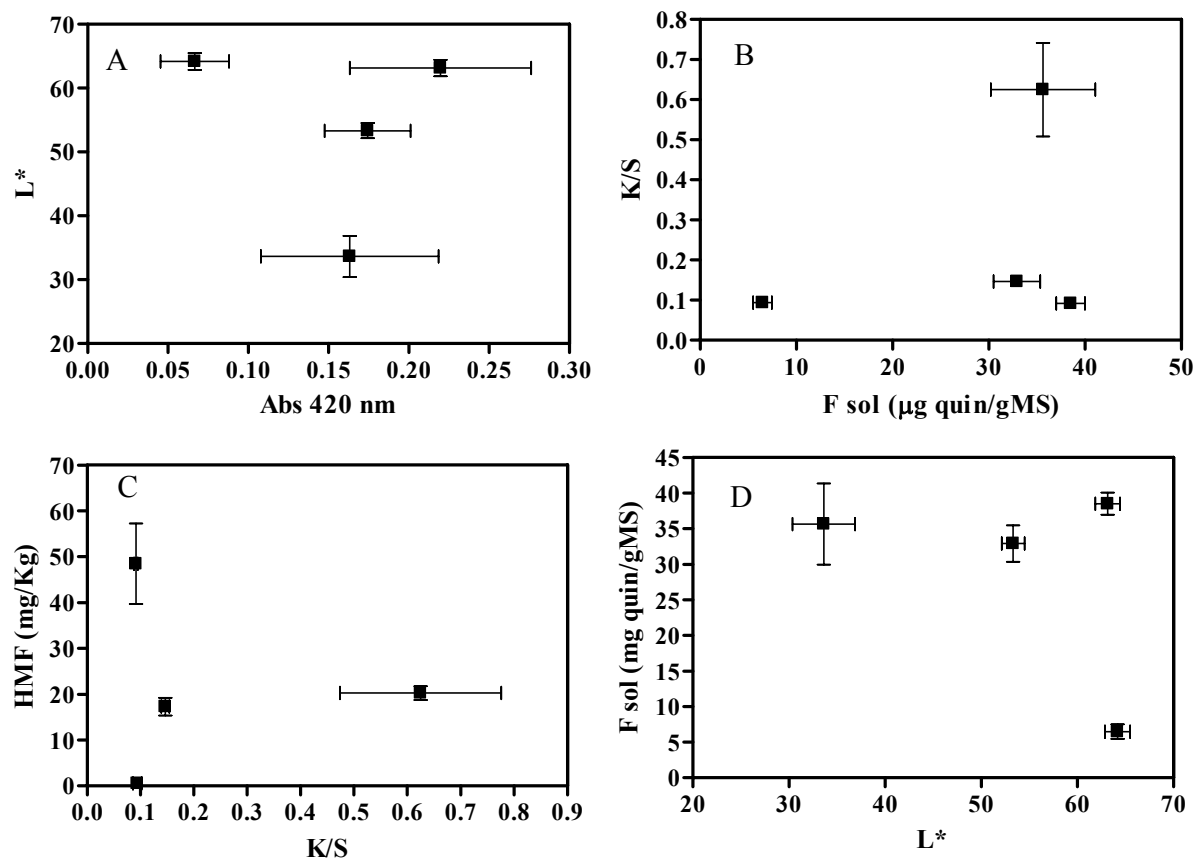 A
70
60
50
40
30
20
L*
0.00 0.05 0.10 0.15 0.20 0.25 0.30
Abs 420 nm
B
0.8
0.7
0.6
0.5
0.4
0.3
0.2
0.1
0.0
K/S
0 10 20 30 40 50
F sol (µg quin/gMS)
C
70
60
50
40
30
20
10
0
HMF (mg/Kg)
0.0 0.1 0.2 0.3 0.4 0.5 0.6 0.7 0.8 0.9
K/S
D
45
40
35
30
25
20
15
10
5
0
F sol (mg quin/gMS)
20 30 40 50 60 70
L*